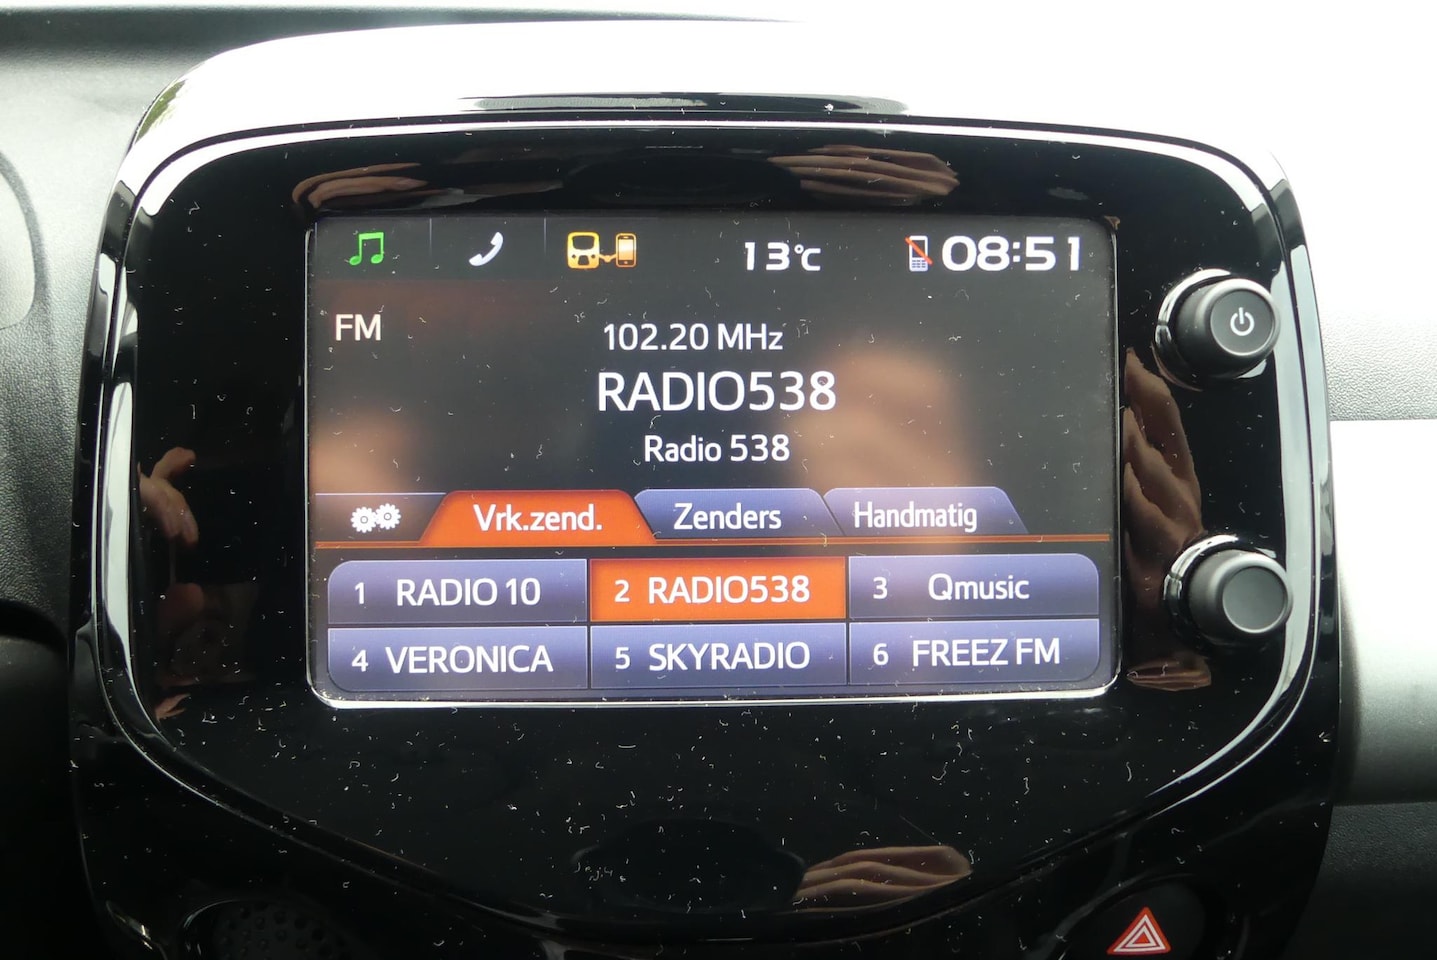 13°C 08:51
FM
102.20 MHz
RADIO538
Radio 538
Vrk.zend. Zenders Handmatig
1 RADIO 10 2 RADIO538 3 Qmusic
4 VERONICA 5 SKYRADIO 6 FREEZ FM